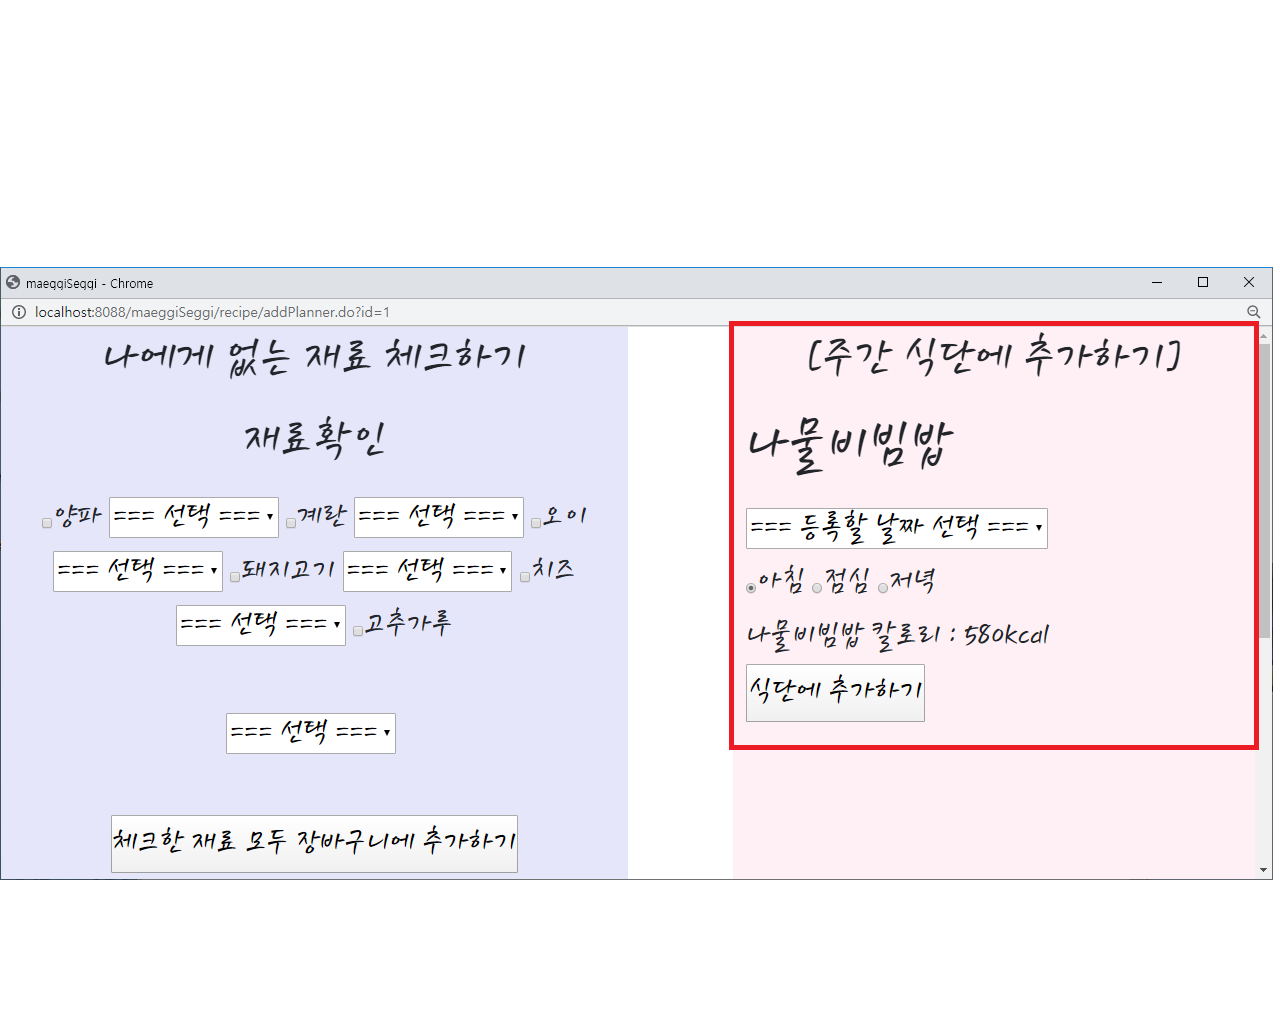 maeggiSeggi - Chrome
localhost:8088/maeggiSeggi/recipe/addPlanner.do?id=1
나에게 없는 재료 체크하기
재료확인
양파 === 선택 === 계란 === 선택 === 오이
=== 선택 === 돼지고기 === 선택 === 치즈
=== 선택 === 고추가루
=== 선택 ===
체크한 재료 모두 장바구니에 추가하기
[주간 식단에 추가하기]
나물비빔밥
=== 등록할 날짜 선택 ===
아침 점심 저녁
나물비빔밥 칼로리 : 580kcal
식단에 추가하기